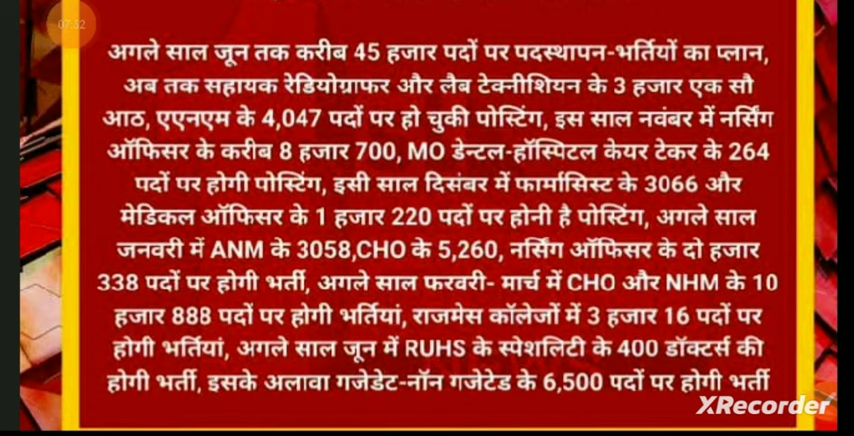 07:32
अगले साल जून तक करीब 45 हजार पदों पर पदस्थापन-भर्तियों का प्लान,
अब तक सहायक रेडियोग्राफर और लैब टेक्नीशियन के 3 हजार एक सौ
आठ, एएनएम के 4,047 पदों पर हो चुकी पोस्टिंग, इस साल नवंबर में नर्सिंग
ऑफिसर के करीब 8 हजार 700, MO डेन्टल-हॉस्पिटल केयर टेकर के 264
पदों पर होगी पोस्टिंग, इसी साल दिसंबर में फार्मासिस्ट के 3066 और
मेडिकल ऑफिसर के 1 हजार 220 पदों पर होनी है पोस्टिंग, अगले साल
जनवरी में ANM के 3058,CHO के 5,260, नर्सिंग ऑफिसर के दो हजार
338 पदों पर होगी भर्ती, अगले साल फरवरी- मार्च में CHO और NHM के 10
हजार 888 पदों पर होगी भर्तियां, राजमेस कॉलेजों में 3 हजार 16 पदों पर
होगी भर्तियां, अगले साल जून में RUHS के स्पेशलिटी के 400 डॉक्टर्स की
होगी भर्ती, इसके अलावा गजेडेट-नॉन गजेटेड के 6,500 पदों पर होगी भर्ती
XRecorder